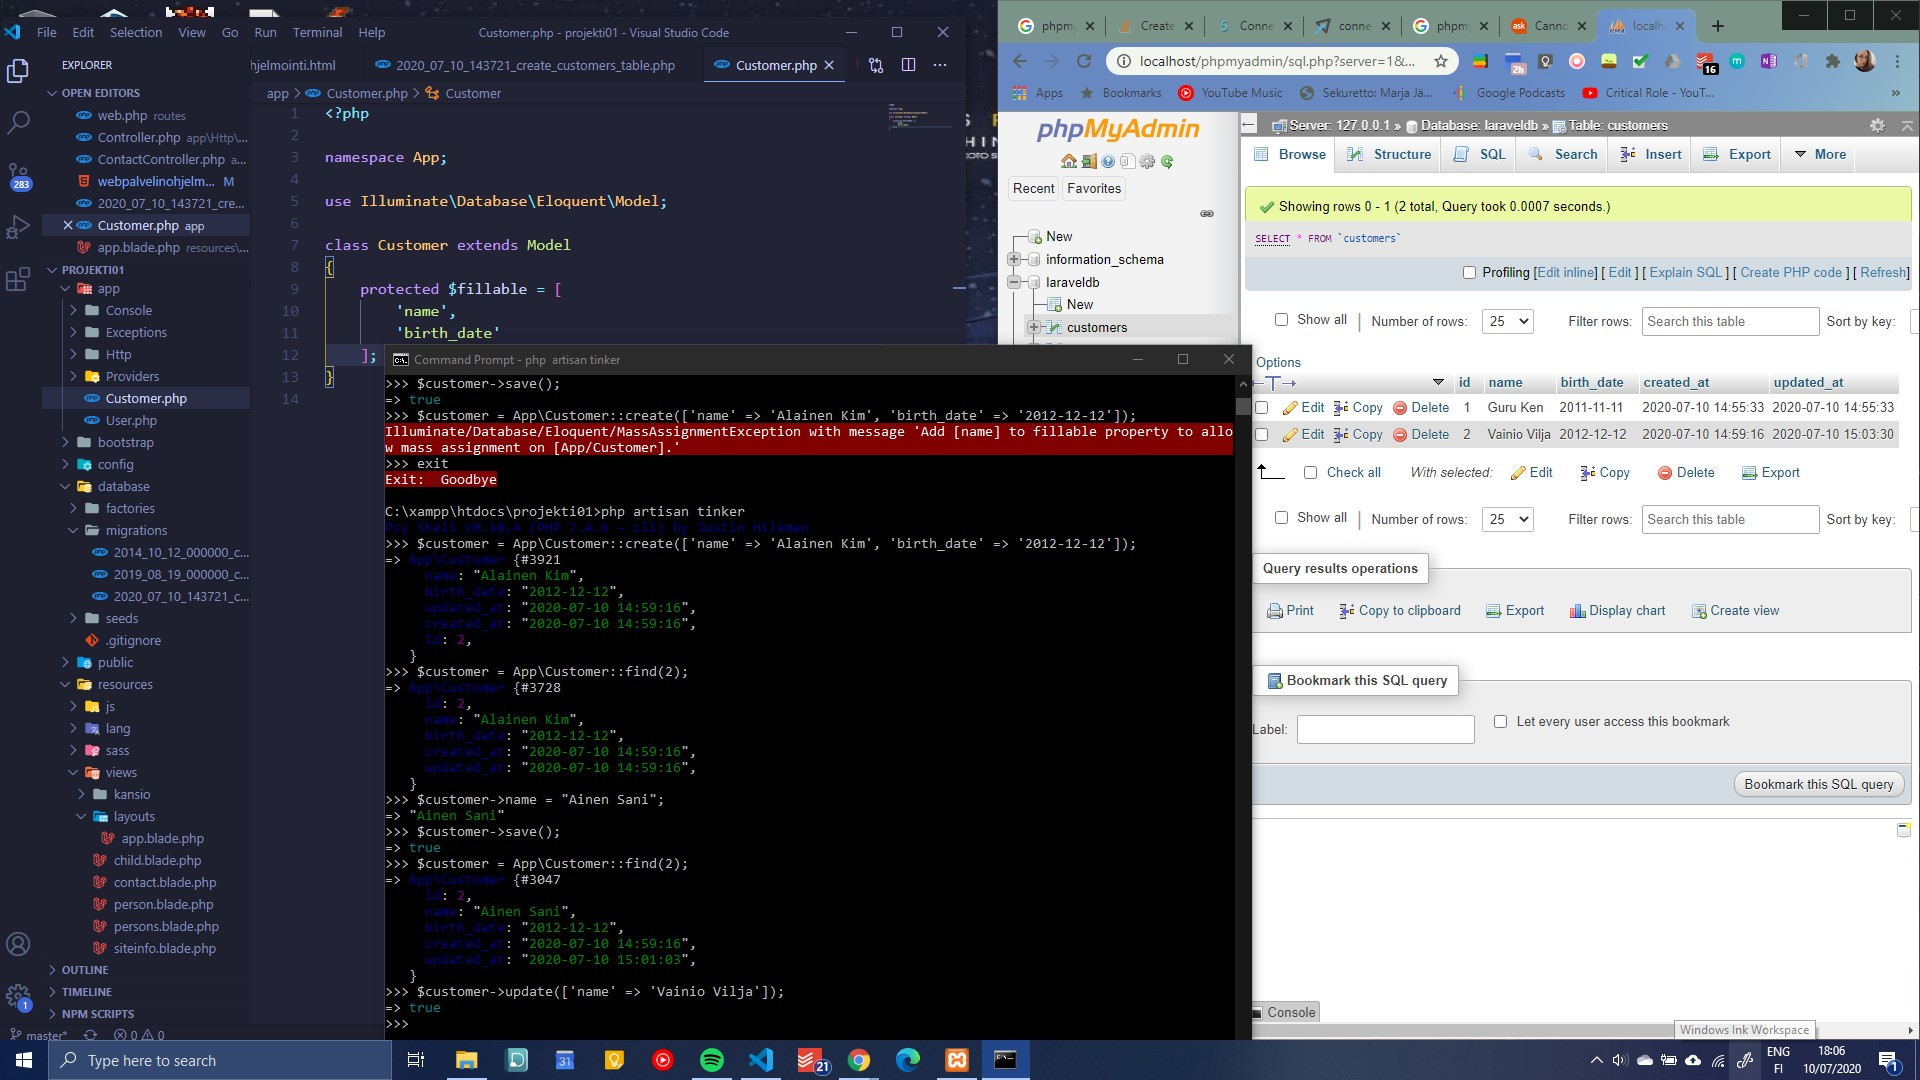 File Edit Selection View Go Run Terminal Help
Customer.php - projekti01 - Visual Studio Code
EXPLORER
OPEN EDITORS
web.php routes
Controller.php app\Http\...
ContactController.php a...
webpalvelinohjelm... M
2020_07_10_143721_cre...
Customer.php app
app.blade.php resources\...
283
PROJEKTI01
app
Console
Exceptions
Http
Providers
Customer.php
User.php
bootstrap
config
database
factories
migrations
2014_10_12_000000_c...
2019_08_19_000000_c...
2020_07_10_143721_c...
seeds
.gitignore
public
resources
js
lang
sass
views
kansio
layouts
app.blade.php
child.blade.php
contact.blade.php
person.blade.php
persons.blade.php
siteinfo.blade.php
OUTLINE
TIMELINE
NPM SCRIPTS
1
master* 0 0
hjelmointi.html
2020_07_10_143721_create_customers_table.php
Customer.php
app > Customer.php > Customer
1 <?php
2
3 namespace App;
4
5 use Illuminate\Database\Eloquent\Model;
6
7 class Customer extends Model
8 {
9 protected $fillable = [
10 'name',
11 'birth_date'
12 ];
13 }
14
Command Prompt - php artisan tinker
>>> $customer->save();
=> true
>>> $customer = App\Customer::create(['name' => 'Alainen Kim', 'birth_date' => '2012-12-12']);
Illuminate/Database/Eloquent/MassAssignmentException with message 'Add [name] to fillable property to allo
w mass assignment on [App/Customer].'
>>> exit
Exit:  Goodbye
C:\xampp\htdocs\projekti01>php artisan tinker
Psy Shell v0.10.4 (PHP 7.4.6 — cli) by Justin Hileman
>>> $customer = App\Customer::create(['name' => 'Alainen Kim', 'birth_date' => '2012-12-12']);
=> App\Customer {#3921
name: "Alainen Kim",
birth_date: "2012-12-12",
updated_at: "2020-07-10 14:59:16",
created_at: "2020-07-10 14:59:16",
id: 2,
}
>>> $customer = App\Customer::find(2);
=> App\Customer {#3728
id: 2,
name: "Alainen Kim",
birth_date: "2012-12-12",
created_at: "2020-07-10 14:59:16",
updated_at: "2020-07-10 14:59:16",
}
>>> $customer->name = "Ainen Sani";
=> "Ainen Sani"
>>> $customer->save();
=> true
>>> $customer = App\Customer::find(2);
=> App\Customer {#3047
id: 2,
name: "Ainen Sani",
birth_date: "2012-12-12",
created_at: "2020-07-10 14:59:16",
updated_at: "2020-07-10 15:01:03",
}
>>> $customer->update(['name' => 'Vainio Vilja']);
=> true
>>>
phpmy Create Conne conne phpm Canno localh
localhost/phpmyadmin/sql.php?server=1&...
2h 16
Apps Bookmarks YouTube Music Sekuretto: Marja Jä... Google Podcasts Critical Role - YouT... »
phpMyAdmin
Recent Favorites
New
information_schema
laraveldb
New
customers
Server: 127.0.0.1 » Database: laraveldb » Table: customers
Browse Structure SQL Search Insert Export More
Showing rows 0 - 1 (2 total, Query took 0.0007 seconds.)
SELECT * FROM `customers`
Profiling [Edit inline] [ Edit ] [ Explain SQL ] [ Create PHP code ] [ Refresh]
Show all | Number of rows: 25 Filter rows: Search this table Sort by key:
Options
id name birth_date created_at updated_at
Edit Copy Delete 1 Guru Ken 2011-11-11 2020-07-10 14:55:33 2020-07-10 14:55:33
Edit Copy Delete 2 Vainio Vilja 2012-12-12 2020-07-10 14:59:16 2020-07-10 15:03:30
Check all With selected: Edit Copy Delete Export
Show all | Number of rows: 25 Filter rows: Search this table Sort by key:
Query results operations
Print Copy to clipboard Export Display chart Create view
Bookmark this SQL query
Label: Let every user access this bookmark
Bookmark this SQL query
Console
Windows Ink Workspace
Type here to search
31
21
ENG
FI
18:06
10/07/2020
1